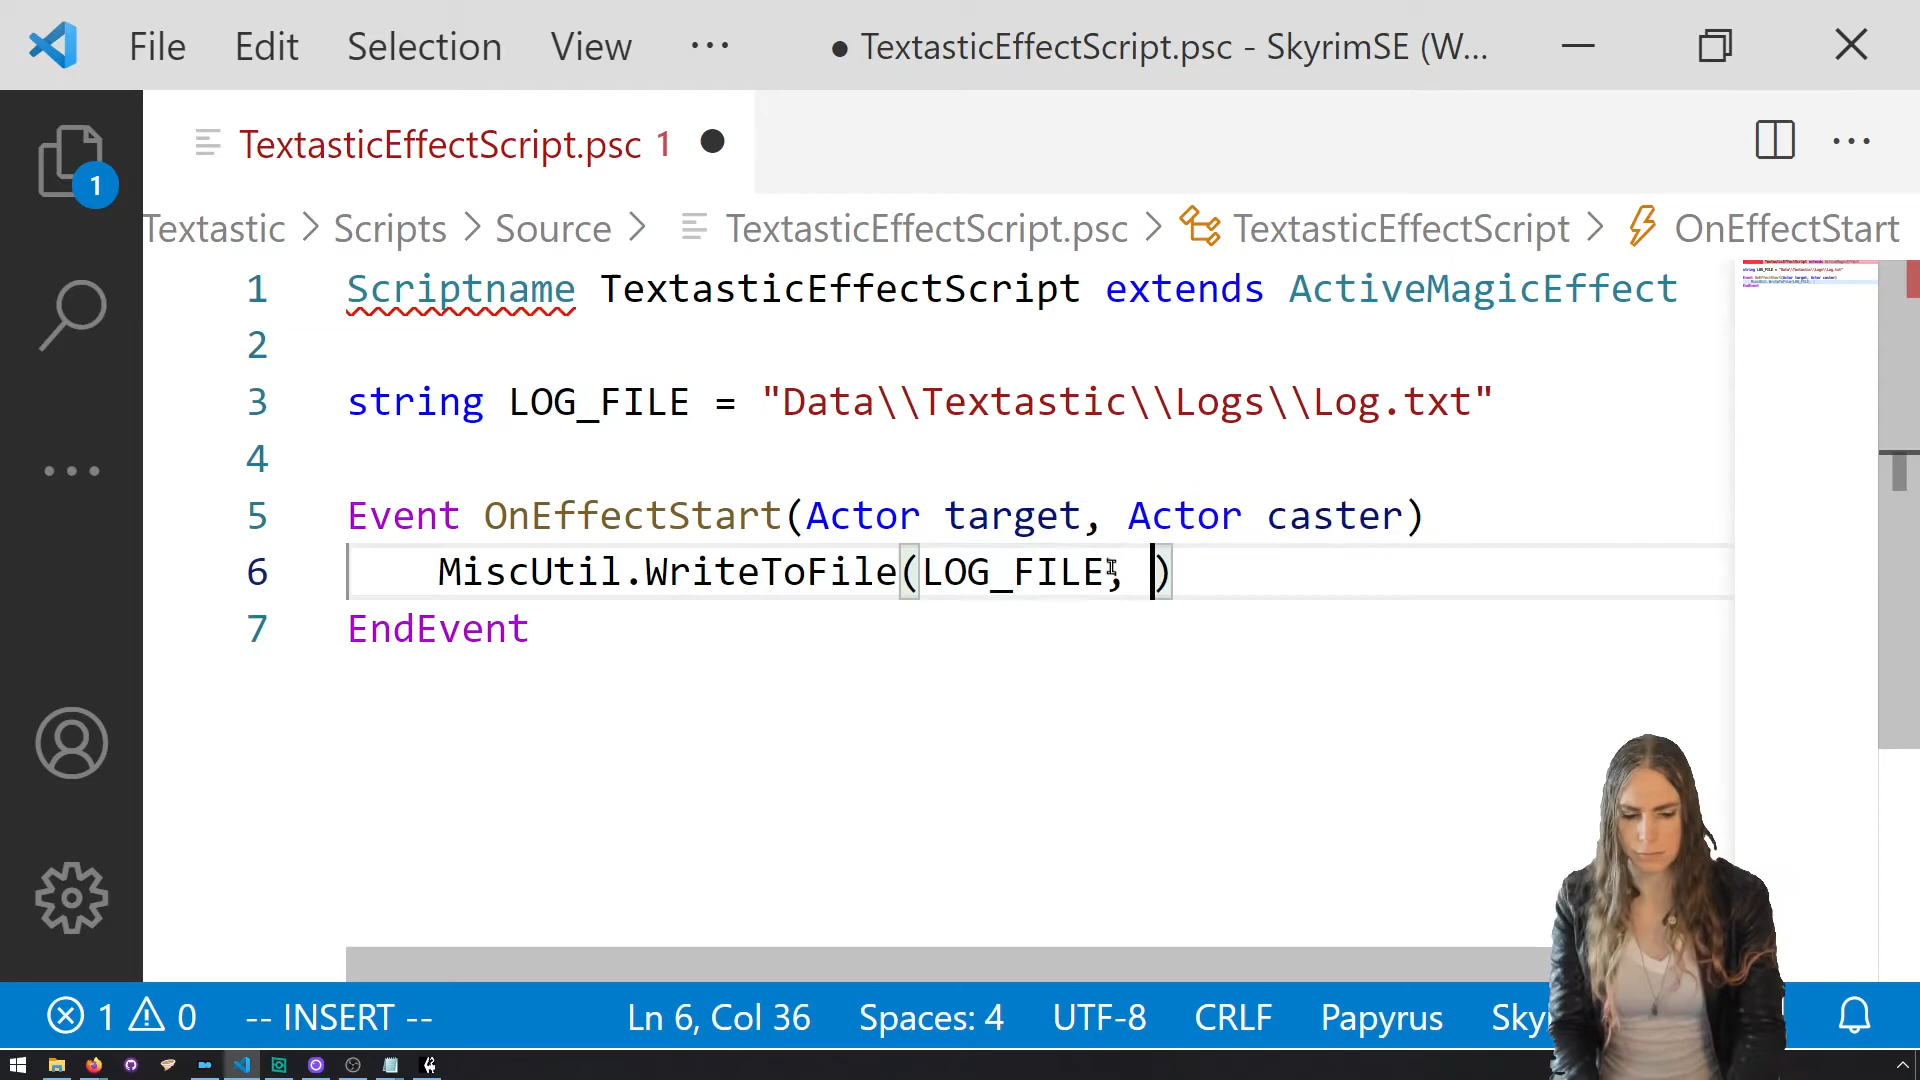 File Edit Selection View ··· ● TextasticEffectScript.psc - SkyrimSE (W...
TextasticEffectScript.psc 1 ●
1
Textastic > Scripts > Source > TextasticEffectScript.psc > TextasticEffectScript > OnEffectStart
1 Scriptname TextasticEffectScript extends ActiveMagicEffect
2
3 string LOG_FILE = "Data\\Textastic\\Logs\\Log.txt"
4
5 Event OnEffectStart(Actor target, Actor caster)
6 MiscUtil.WriteToFile(LOG_FILE, )
7 EndEvent
1 0 -- INSERT -- Ln 6, Col 36 Spaces: 4 UTF-8 CRLF Papyrus Sky